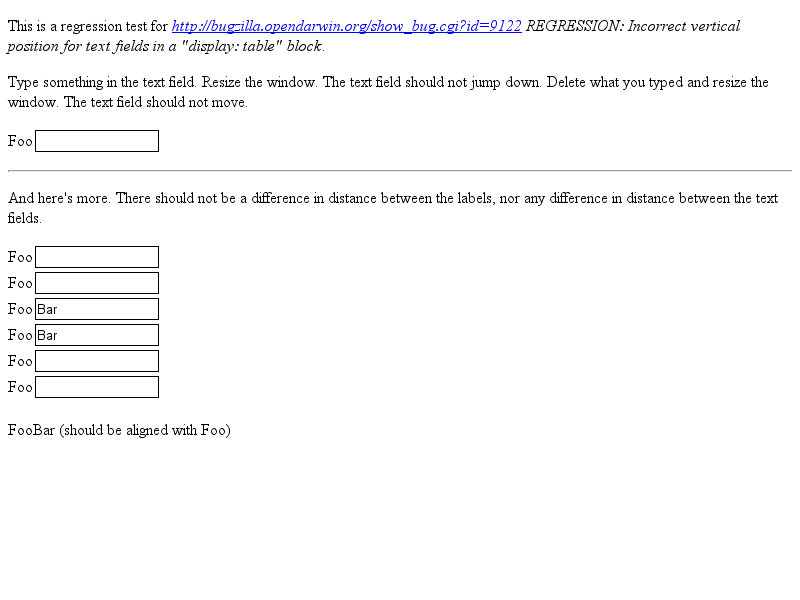 This is a regression test for http://bugzilla.opendarwin.org/show_bug.cgi?id=9122 REGRESSION: Incorrect vertical
position for text fields in a "display: table" block.
Type something in the text field. Resize the window. The text field should not jump down. Delete what you typed and resize the
window. The text field should not move.
Foo
And here's more. There should not be a difference in distance between the labels, nor any difference in distance between the text
fields.
Foo
Foo
Foo Bar
Foo Bar
Foo
Foo
FooBar (should be aligned with Foo)